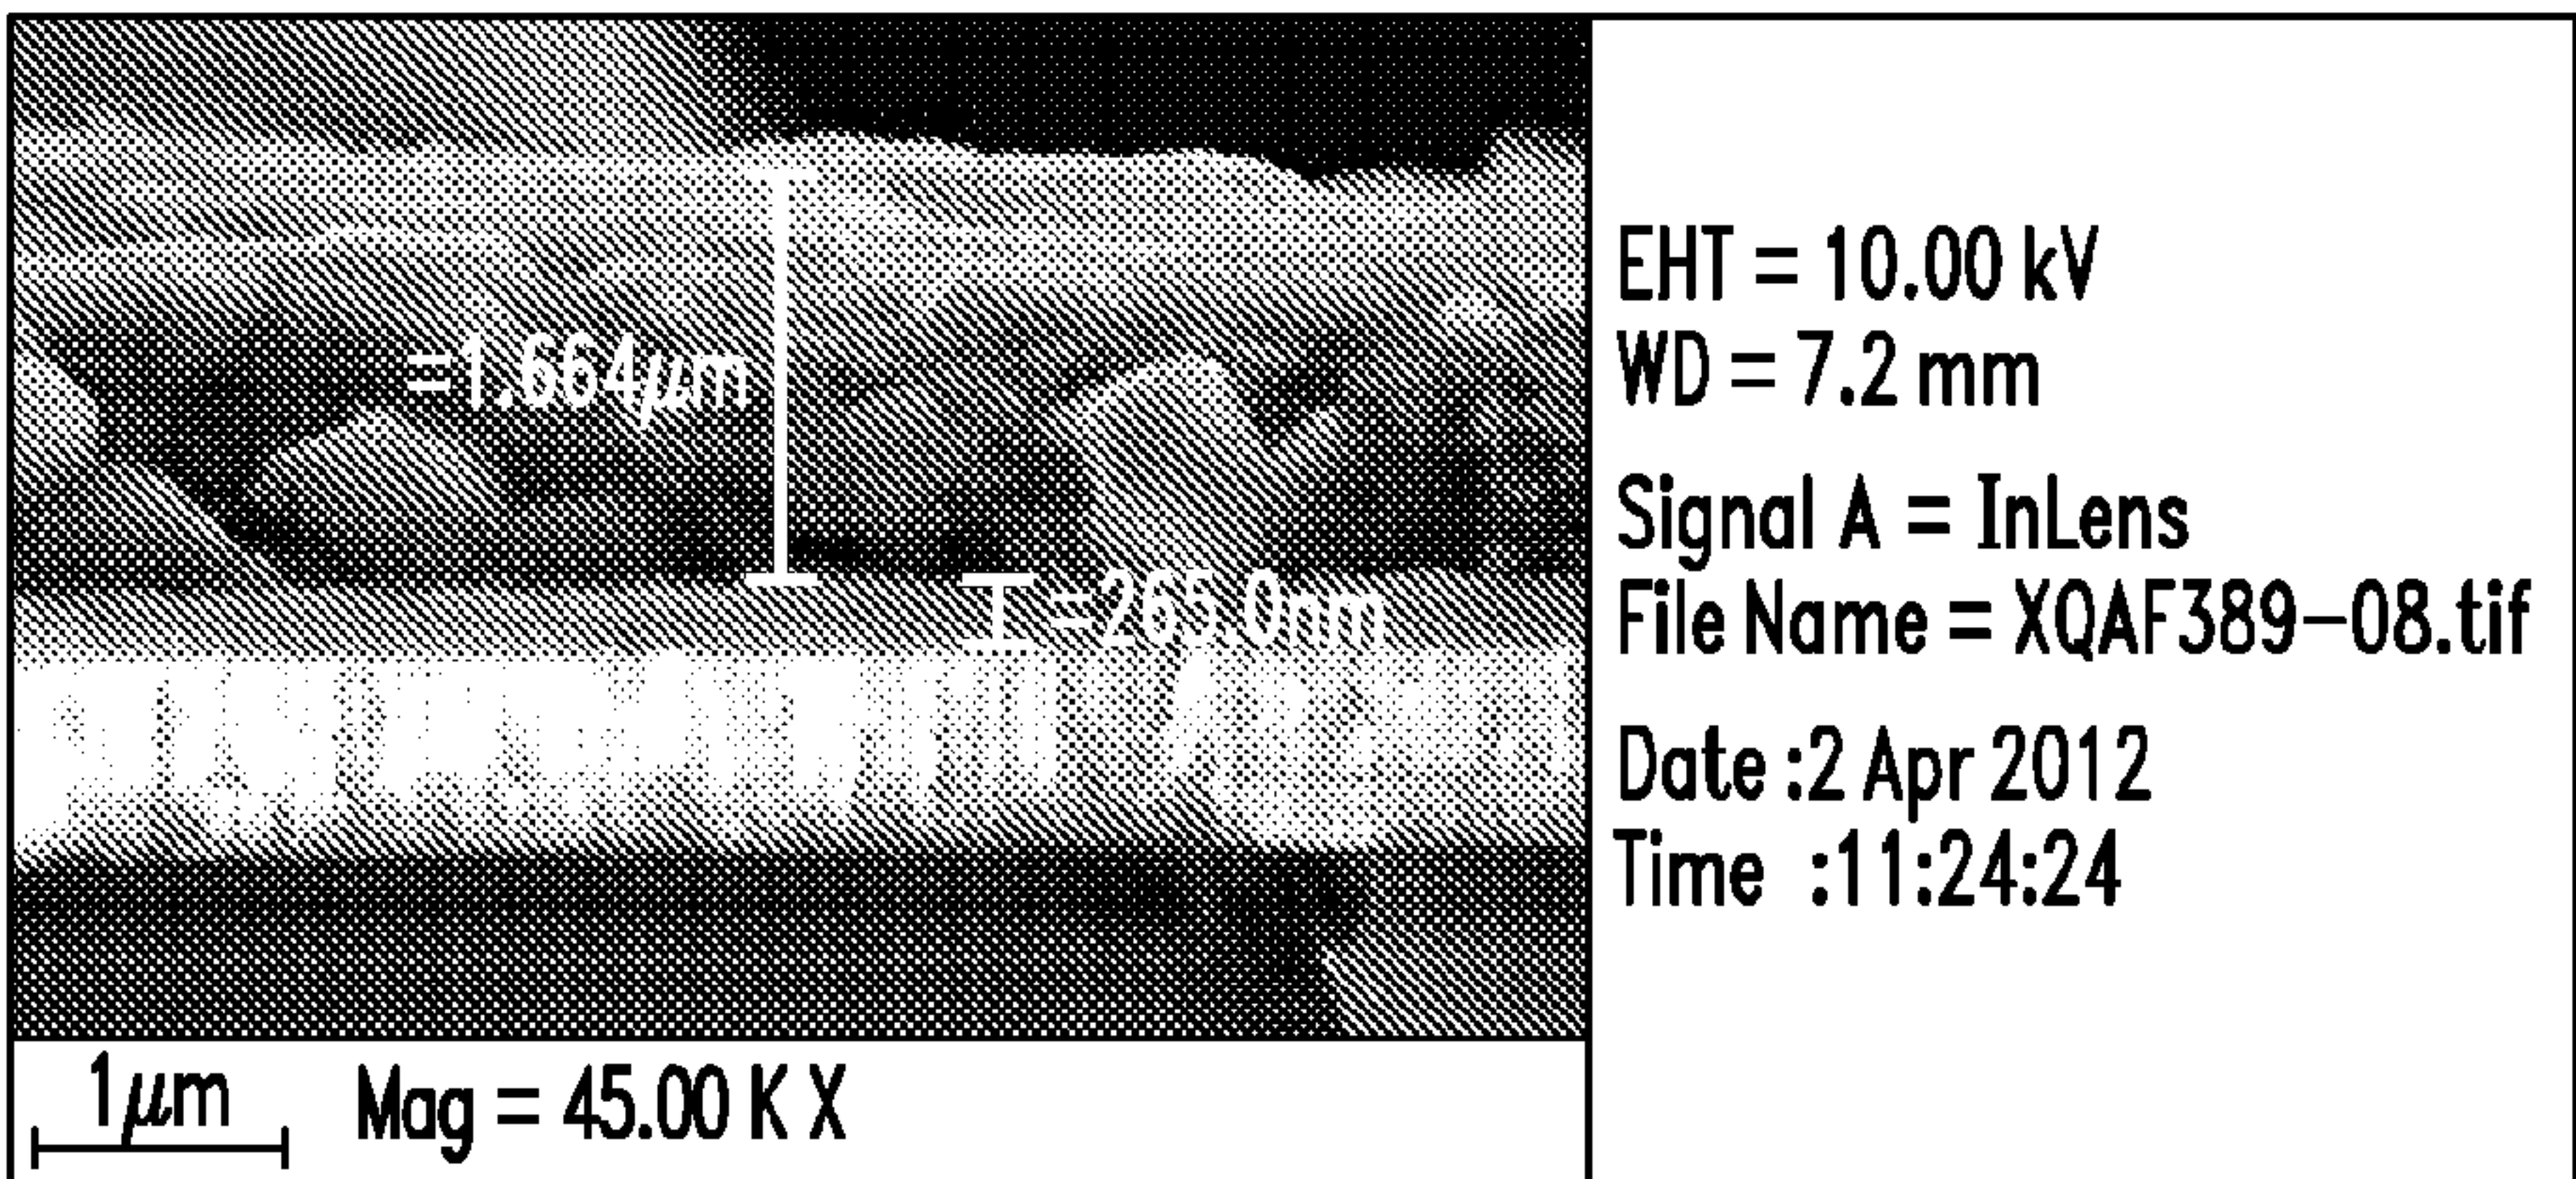 =1.664μm
=265.0nm
EHT = 10.00 kV
WD = 7.2 mm
Signal A = InLens
File Name = XQAF389-08.tif
Date :2 Apr 2012
Time :11:24:24
1μm
Mag = 45.00 K X